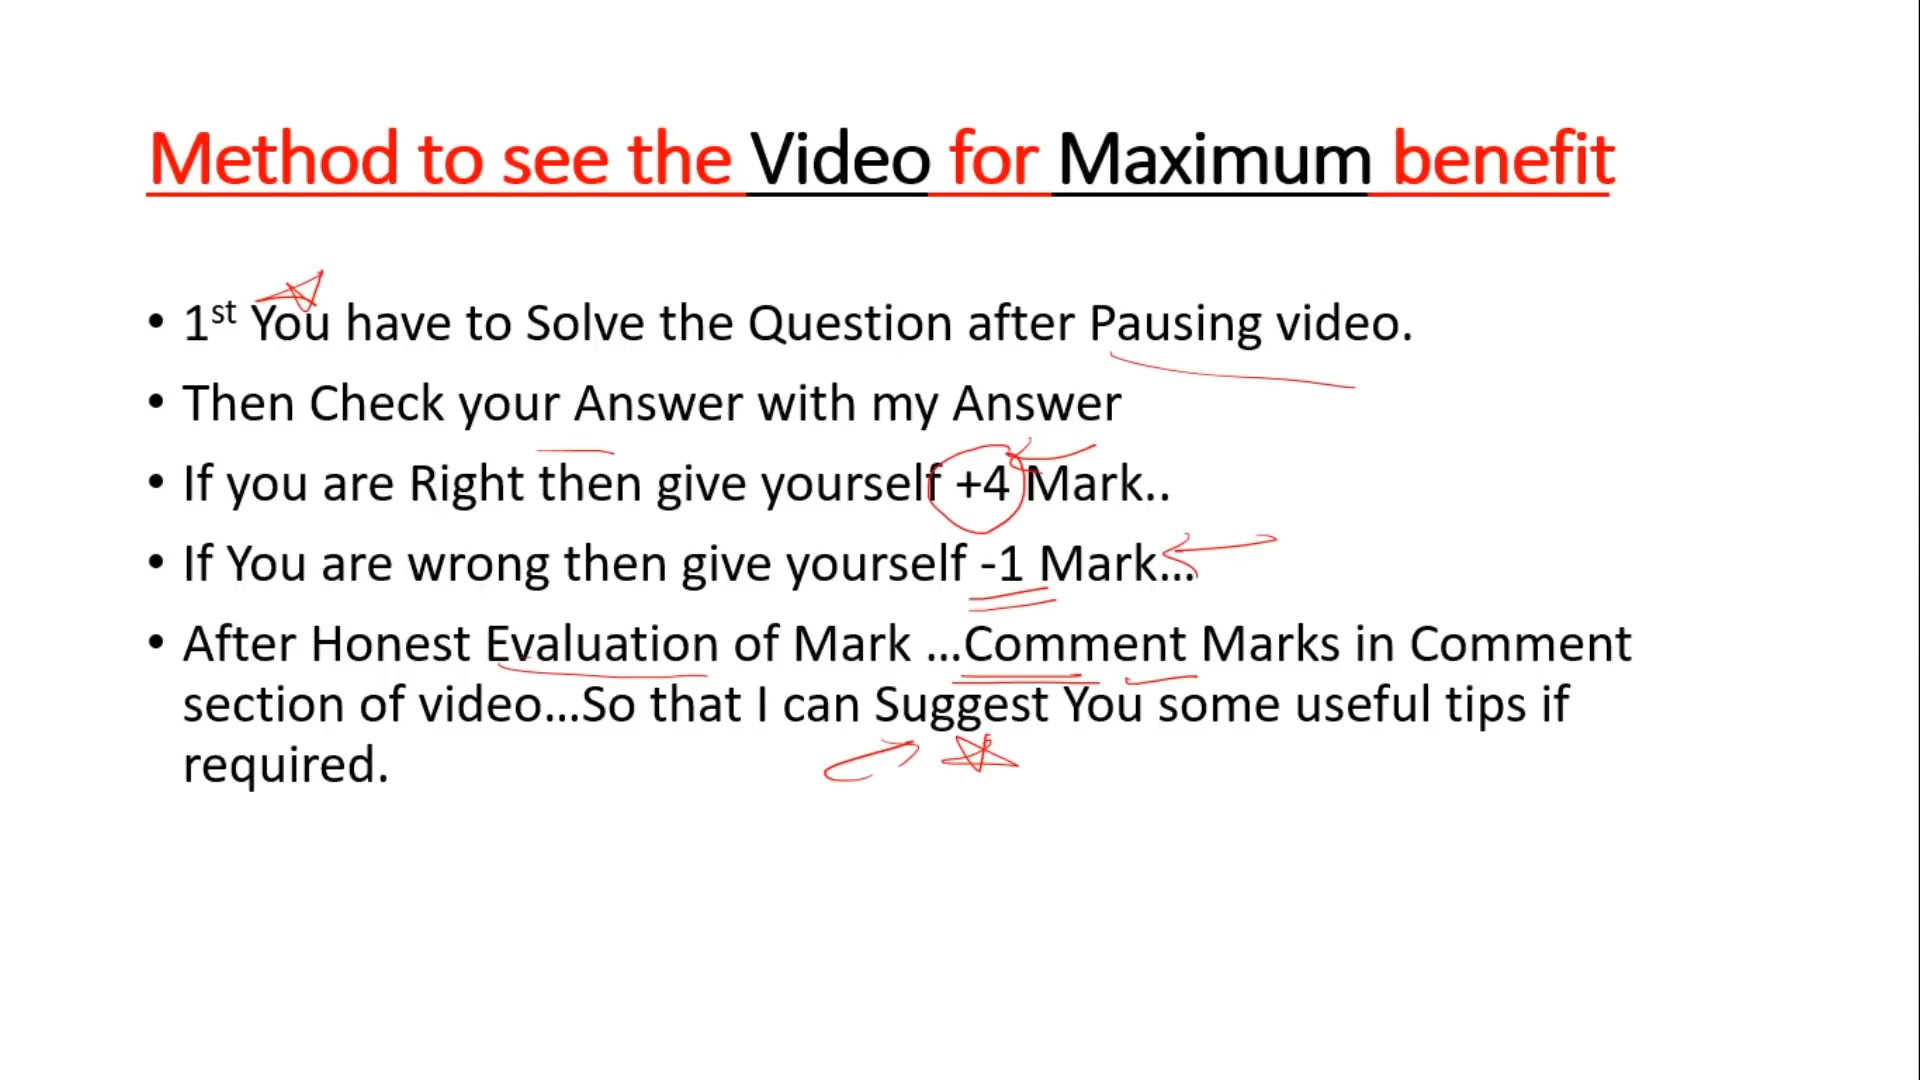 Method to see the Video for Maximum benefit
• 1st You have to Solve the Question after Pausing video.
• Then Check your Answer with my Answer
• If you are Right then give yourself +4 Mark..
• If You are wrong then give yourself -1 Mark...
• After Honest Evaluation of Mark ...Comment Marks in Comment
section of video...So that I can Suggest You some useful tips if
required.